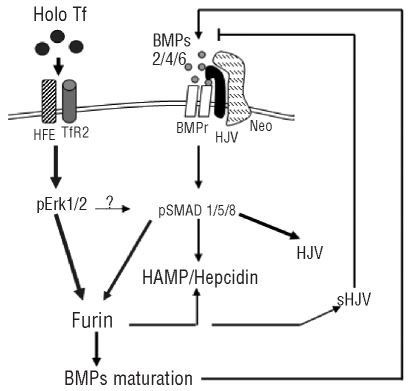 Holo Tf
BMPs
2/4/6
HFE TfR2
BMPr
HJV
Neo
pErk1/2
?
pSMAD 1/5/8
HJV
HAMP/Hepcidin
sHJV
Furin
BMPs maturation